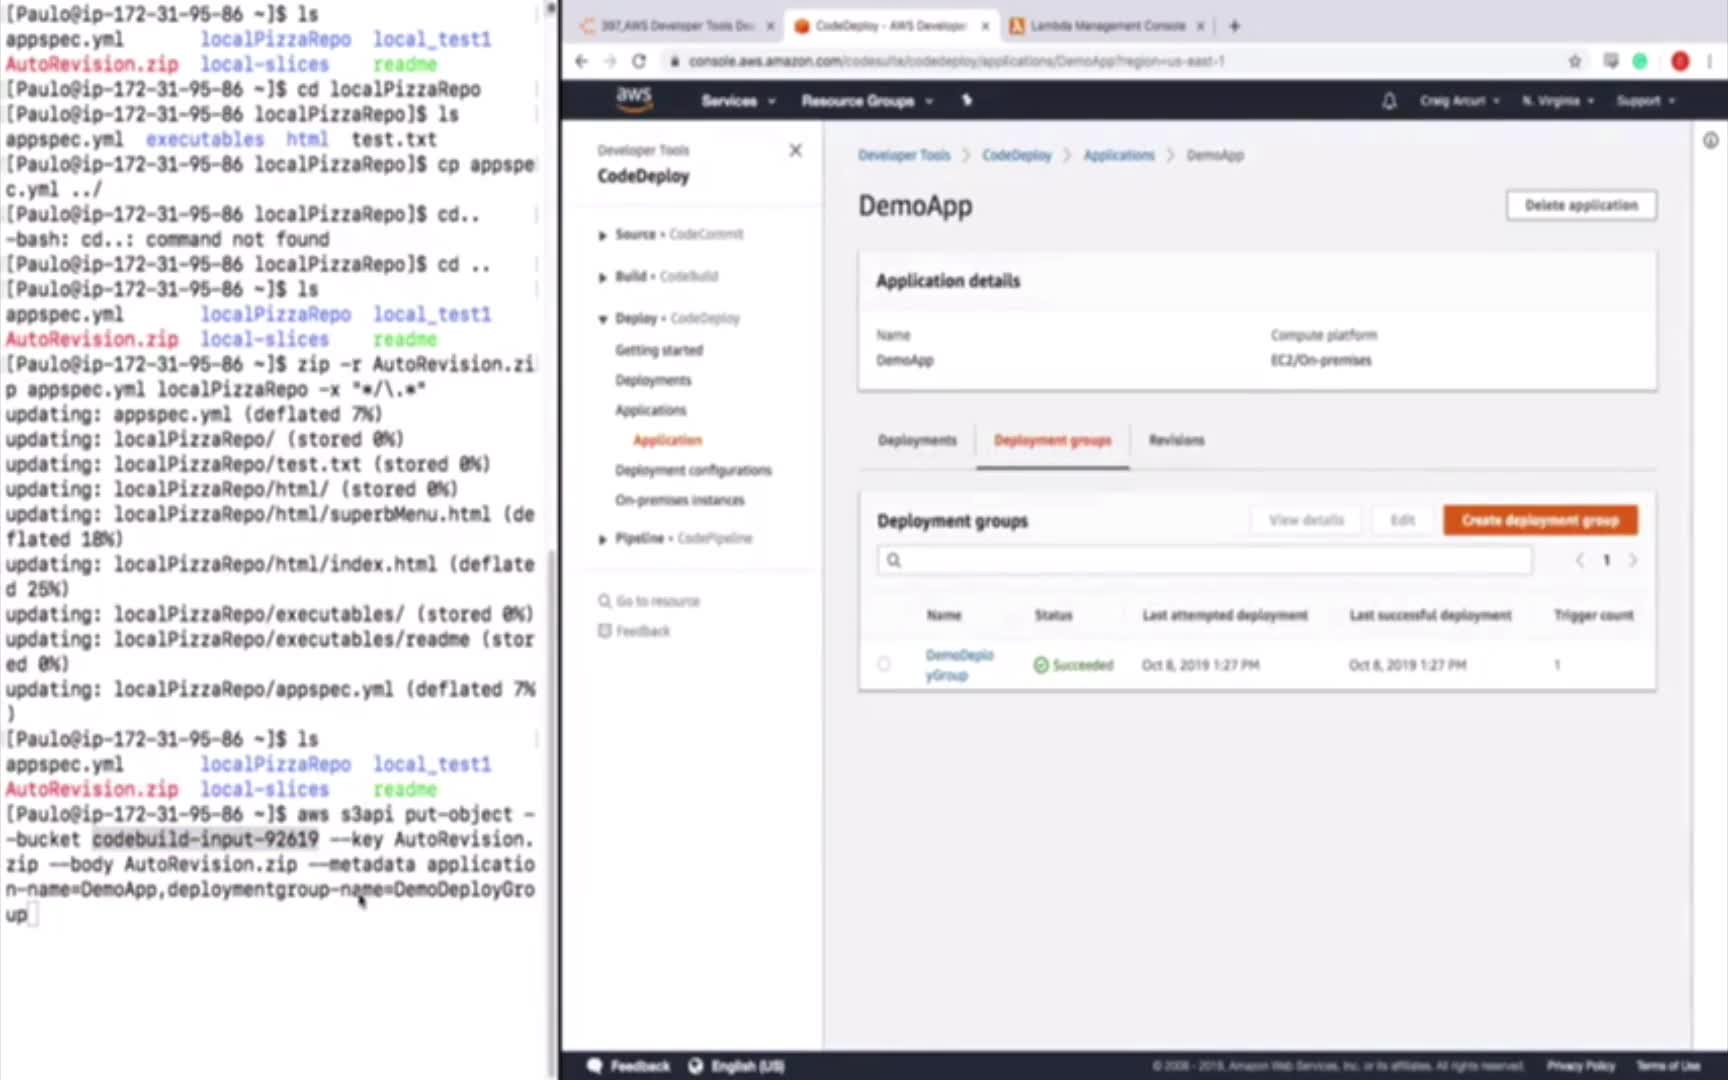 [Paulo@ip-172-31-95-86 ~]$ ls
appspec.yml localPizzaRepo local_test1
AutoRevision.zip local-slices readme
[Paulo@ip-172-31-95-86 ~]$ cd localPizzaRepo
[Paulo@ip-172-31-95-86 localPizzaRepo]$ ls
appspec.yml executables html test.txt
[Paulo@ip-172-31-95-86 localPizzaRepo]$ cp appspe
c.yml ../
[Paulo@ip-172-31-95-86 localPizzaRepo]$ cd..
-bash: cd..: command not found
[Paulo@ip-172-31-95-86 localPizzaRepo]$ cd ..
[Paulo@ip-172-31-95-86 ~]$ ls
appspec.yml localPizzaRepo local_test1
AutoRevision.zip local-slices readme
[Paulo@ip-172-31-95-86 ~]$ zip -r AutoRevision.zi
p appspec.yml localPizzaRepo -x "*/\.*"
updating: appspec.yml (deflated 7%)
updating: localPizzaRepo/ (stored 0%)
updating: localPizzaRepo/test.txt (stored 0%)
updating: localPizzaRepo/html/ (stored 0%)
updating: localPizzaRepo/html/superbMenu.html (de
flated 18%)
updating: localPizzaRepo/html/index.html (deflate
d 25%)
updating: localPizzaRepo/executables/ (stored 0%)
updating: localPizzaRepo/executables/readme (stor
ed 0%)
updating: localPizzaRepo/appspec.yml (deflated 7%
)
[Paulo@ip-172-31-95-86 ~]$ ls
appspec.yml localPizzaRepo local_test1
AutoRevision.zip local-slices readme
[Paulo@ip-172-31-95-86 ~]$ aws s3api put-object -
-bucket codebuild-input-92619 --key AutoRevision.
zip --body AutoRevision.zip --metadata applicatio
n-name=DemoApp,deploymentgroup-name=DemoDeployGro
up
397_AWS Developer Tools De
CodeDeploy - AWS Developer
Lambda Management Console
console.aws.amazon.com/codesuite/codedeploy/applications/DemoApp?region=us-east-1
aws Services Resource Groups Craig Arcuri N. Virginia Support
Developer Tools
CodeDeploy
Source • CodeCommit
Build • CodeBuild
Deploy • CodeDeploy
Getting started
Deployments
Applications
Application
Deployment configurations
On-premises instances
Pipeline • CodePipeline
Go to resource
Feedback
Developer Tools > CodeDeploy > Applications > DemoApp
DemoApp
Delete application
Application details
Name Compute platform
DemoApp EC2/On-premises
Deployments Deployment groups Revisions
Deployment groups View details Edit Create deployment group
1
Name Status Last attempted deployment Last successful deployment Trigger count
DemoDeplo
yGroup Succeeded Oct 8, 2019 1:27 PM Oct 8, 2019 1:27 PM 1
Feedback English (US) © 2008 - 2019, Amazon Web Services, Inc. or its affiliates. All rights reserved. Privacy Policy Terms of Use